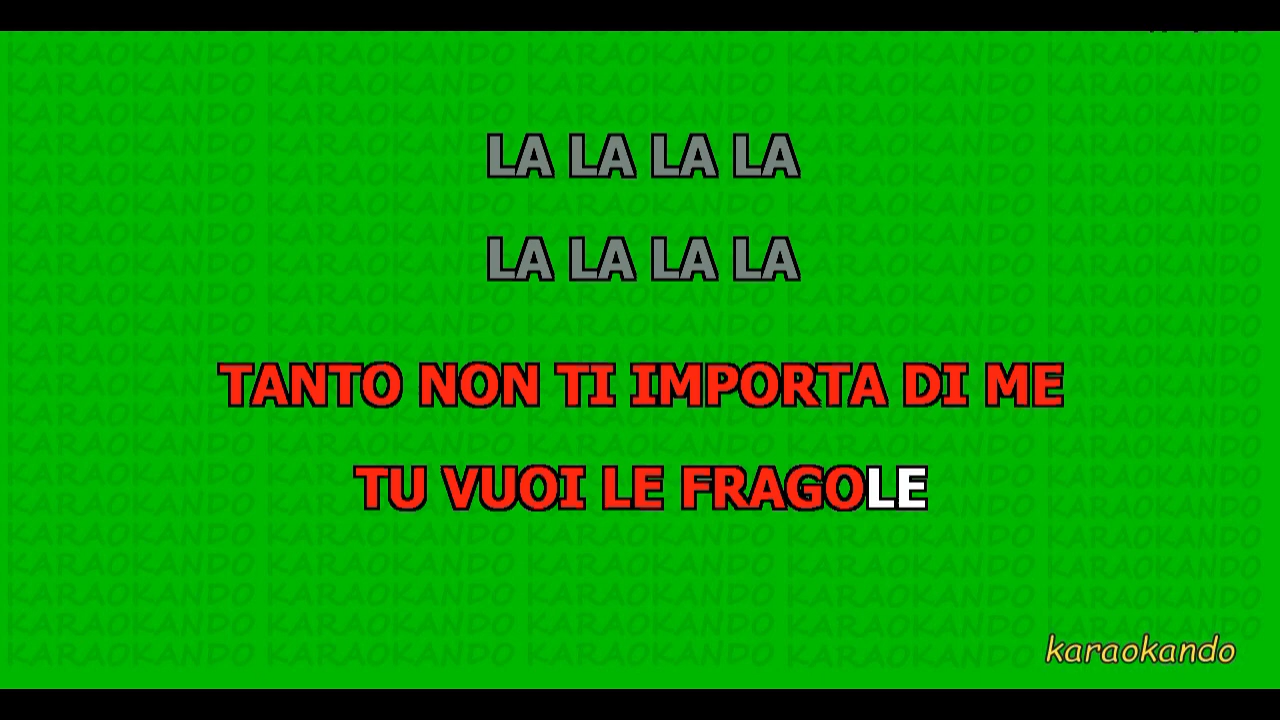 LA LA LA LA
LA LA LA LA
TANTO NON TI IMPORTA DI ME
TU VUOI LE FRAGOLE
karaokando